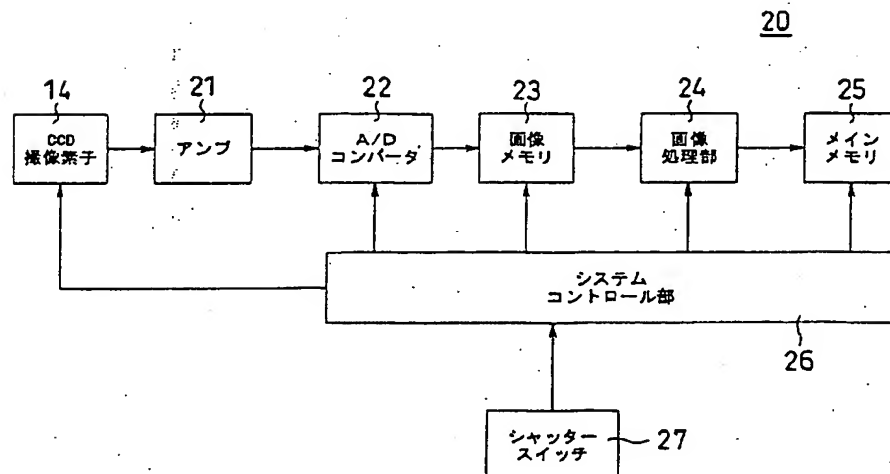 20
14
21
22
23
24
25
CCD
撮像素子
アンプ
A/D
コンバータ
画像
メモリ
画像
処理部
メイン
メモリ
システム
コントロール部
26
シャッター
スイッチ
27